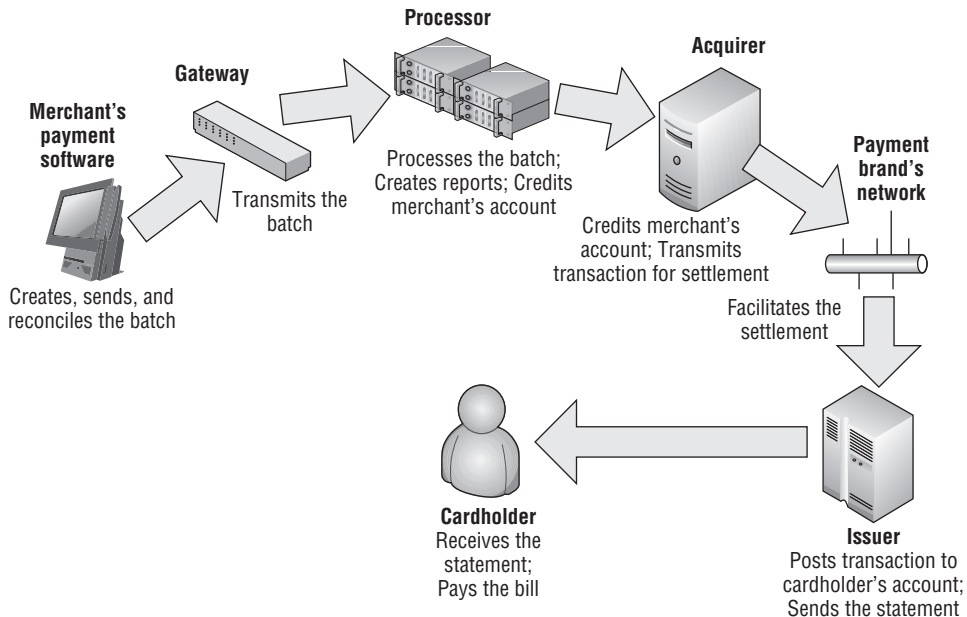 Processor
Acquirer
Gateway
Merchant's
payment
software
Payment
brand's
network
Processes the batch;
Creates reports; Credits
merchant's account
Transmits the
batch
Credits merchant's
account; Transmits
transaction for settlement
Creates, sends, and
reconciles the batch
Facilitates the
settlement
Cardholder
Receives the
statement;
Pays the bill
Issuer
Posts transaction to
cardholder's account;
Sends the statement